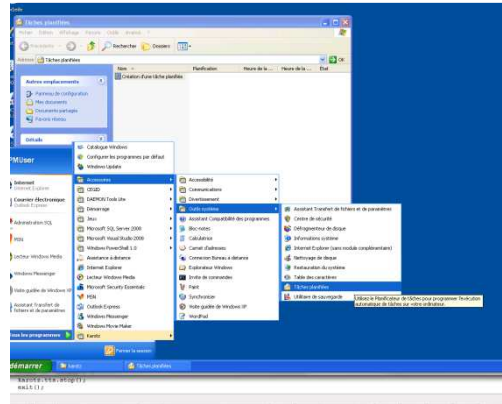 Tâches planifiées
Fichier Edition Affichage Favoris Outils Avancé ?
Précédente
Rechercher
Dossiers
Adresse
Tâches planifiées
OK
Nom
Planification
Heure de la ...
Heure de la ...
Etat
Création d'une tâche planifiée
Autres emplacements
Panneau de configuration
Mes documents
Documents partagés
Favoris réseau
Détails
PMUser
Internet
Internet Explorer
Courrier électronique
Outlook Express
Administration SQL
MSN
Lecteur Windows Media
Windows Messenger
Visite guidée de Windows XP
Assistant Transfert de
fichiers et de paramètres
Tous les programmes
Catalogue Windows
Configurer les programmes par défaut
Windows Update
Accessoires
CEGID
DAEMON Tools Lite
Démarrage
Jeux
Microsoft SQL Server 2008
Microsoft Visual Studio 2008
Windows PowerShell 1.0
Assistance à distance
Internet Explorer
Lecteur Windows Media
Microsoft Security Essentials
MSN
Outlook Express
Windows Messenger
Windows Movie Maker
Karotz
Accessibilité
Communications
Divertissement
Outils système
Assistant Compatibilité des programmes
Bloc-notes
Calculatrice
Carnet d'adresses
Connexion Bureau à distance
Explorateur Windows
Invite de commandes
Paint
Synchroniser
Visite guidée de Windows XP
WordPad
Assistant Transfert de fichiers et de paramètres
Centre de sécurité
Défragmenteur de disque
Informations système
Internet Explorer (sans module complémentaire)
Nettoyage de disque
Restauration du système
Table des caractères
Tâches planifiées
Utilitaire de sauvegarde
Utilisez le Planificateur de tâches pour programmer l'exécution
automatique de tâches sur votre ordinateur.
Fermer la session
démarrer
Karotz
Tâches planifiées
karotz.tts.stop();
exit();